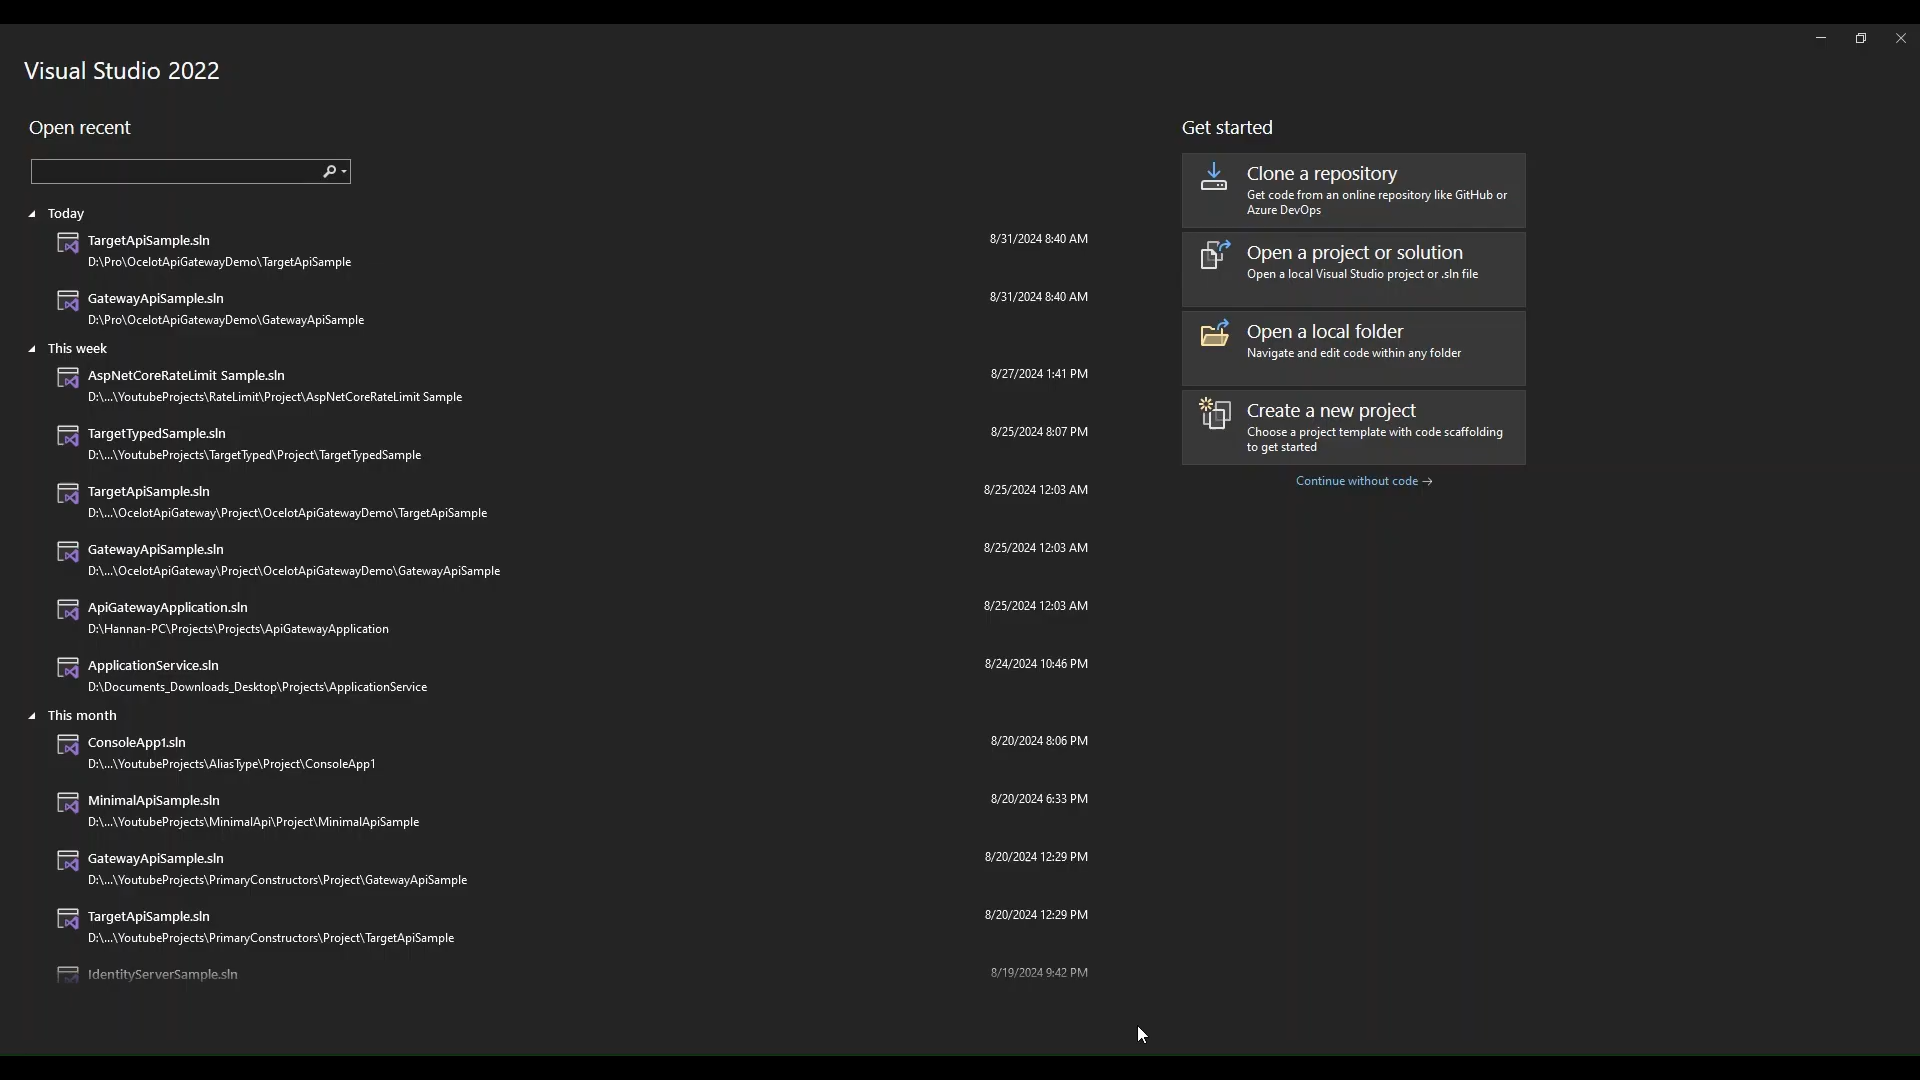 Visual Studio 2022
Open recent
Today
TargetApiSample.sln 8/31/2024 8:40 AM
D:\Pro\OcelotApiGatewayDemo\TargetApiSample
GatewayApiSample.sln 8/31/2024 8:40 AM
D:\Pro\OcelotApiGatewayDemo\GatewayApiSample
This week
AspNetCoreRateLimit Sample.sln 8/27/2024 1:41 PM
D:\...\YoutubeProjects\RateLimit\Project\AspNetCoreRateLimit Sample
TargetTypedSample.sln 8/25/2024 8:07 PM
D:\...\YoutubeProjects\TargetTyped\Project\TargetTypedSample
TargetApiSample.sln 8/25/2024 12:03 AM
D:\...\OcelotApiGateway\Project\OcelotApiGatewayDemo\TargetApiSample
GatewayApiSample.sln 8/25/2024 12:03 AM
D:\...\OcelotApiGateway\Project\OcelotApiGatewayDemo\GatewayApiSample
ApiGatewayApplication.sln 8/25/2024 12:03 AM
D:\Hannan-PC\Projects\Projects\ApiGatewayApplication
ApplicationService.sln 8/24/2024 10:46 PM
D:\Documents_Downloads_Desktop\Projects\ApplicationService
This month
ConsoleApp1.sln 8/20/2024 8:06 PM
D:\...\YoutubeProjects\AliasType\Project\ConsoleApp1
MinimalApiSample.sln 8/20/2024 6:33 PM
D:\...\YoutubeProjects\MinimalApi\Project\MinimalApiSample
GatewayApiSample.sln 8/20/2024 12:29 PM
D:\...\YoutubeProjects\PrimaryConstructors\Project\GatewayApiSample
TargetApiSample.sln 8/20/2024 12:29 PM
D:\...\YoutubeProjects\PrimaryConstructors\Project\TargetApiSample
IdentityServerSample.sln 8/19/2024 9:42 PM
Get started
Clone a repository
Get code from an online repository like GitHub or
Azure DevOps
Open a project or solution
Open a local Visual Studio project or .sln file
Open a local folder
Navigate and edit code within any folder
Create a new project
Choose a project template with code scaffolding
to get started
Continue without code →